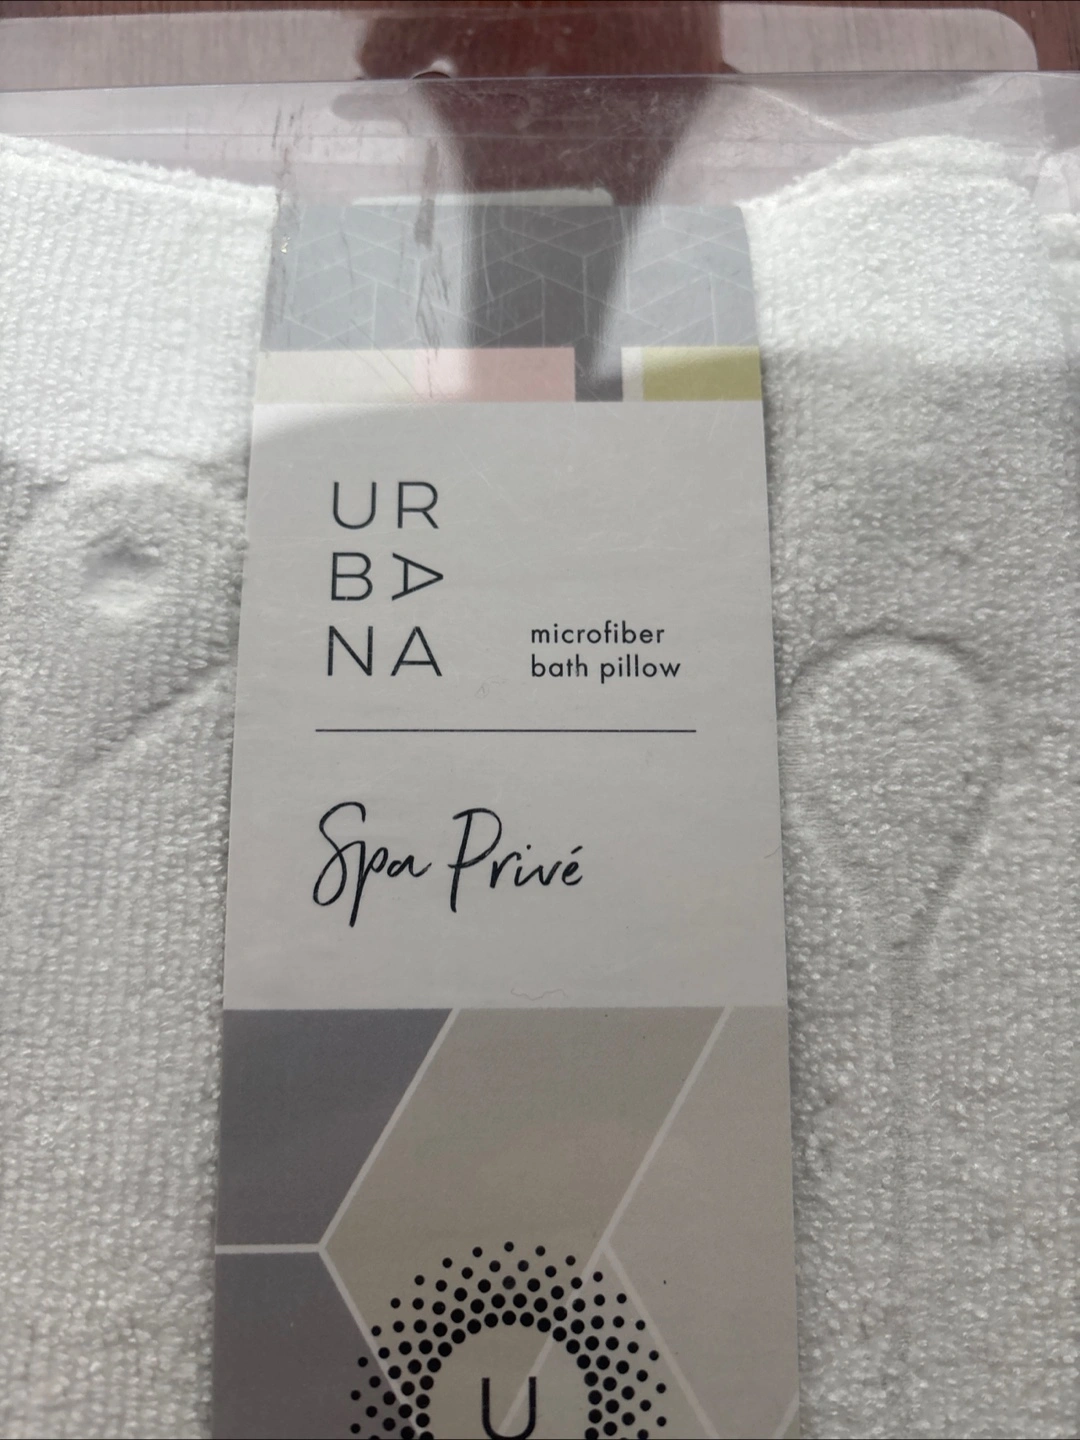 UR
BA
NA
microfiber
bath pillow
Spa Privé
U